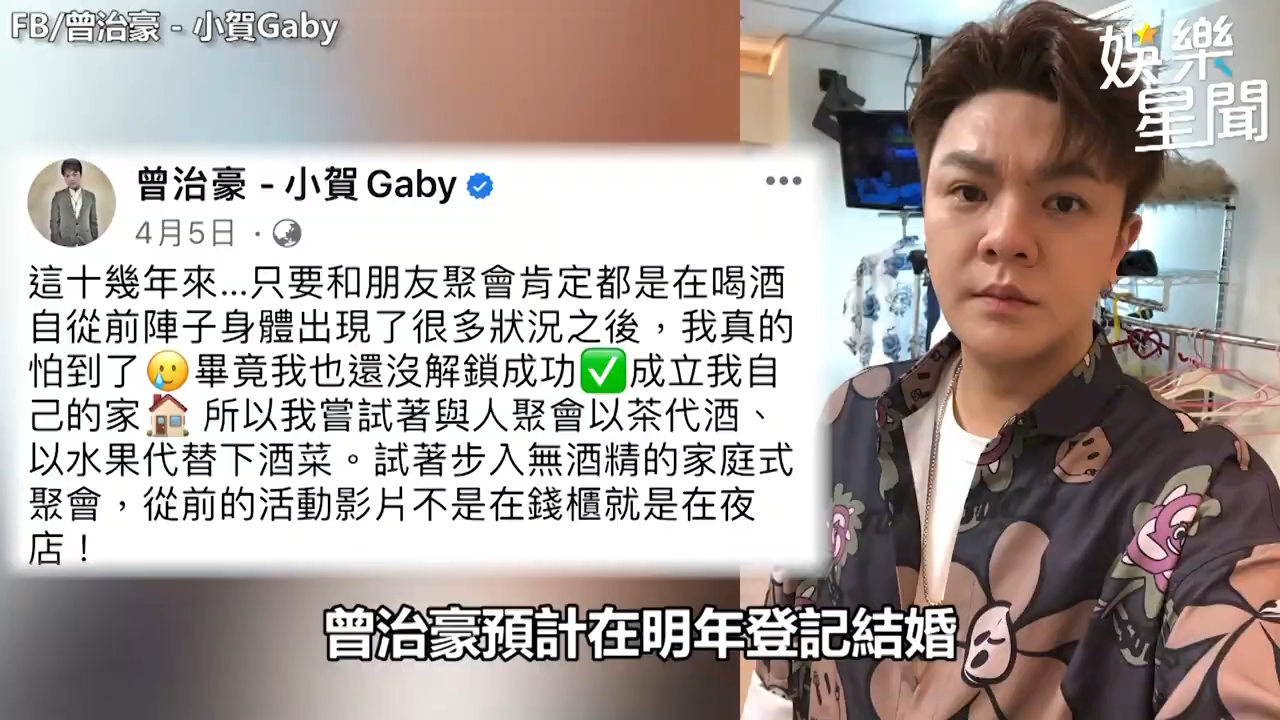 FB/曾治豪 - 小賀Gaby
娛樂
星聞
曾治豪 - 小賀 Gaby
4月5日 ·
這十幾年來...只要和朋友聚會肯定都是在喝酒
自從前陣子身體出現了很多狀況之後，我真的
怕到了🥲畢竟我也還沒解鎖成功✅成立我自
己的家🏠 所以我嘗試著與人聚會以茶代酒、
以水果代替下酒菜。試著步入無酒精的家庭式
聚會，從前的活動影片不是在錢櫃就是在夜
店！
曾治豪預計在明年登記結婚